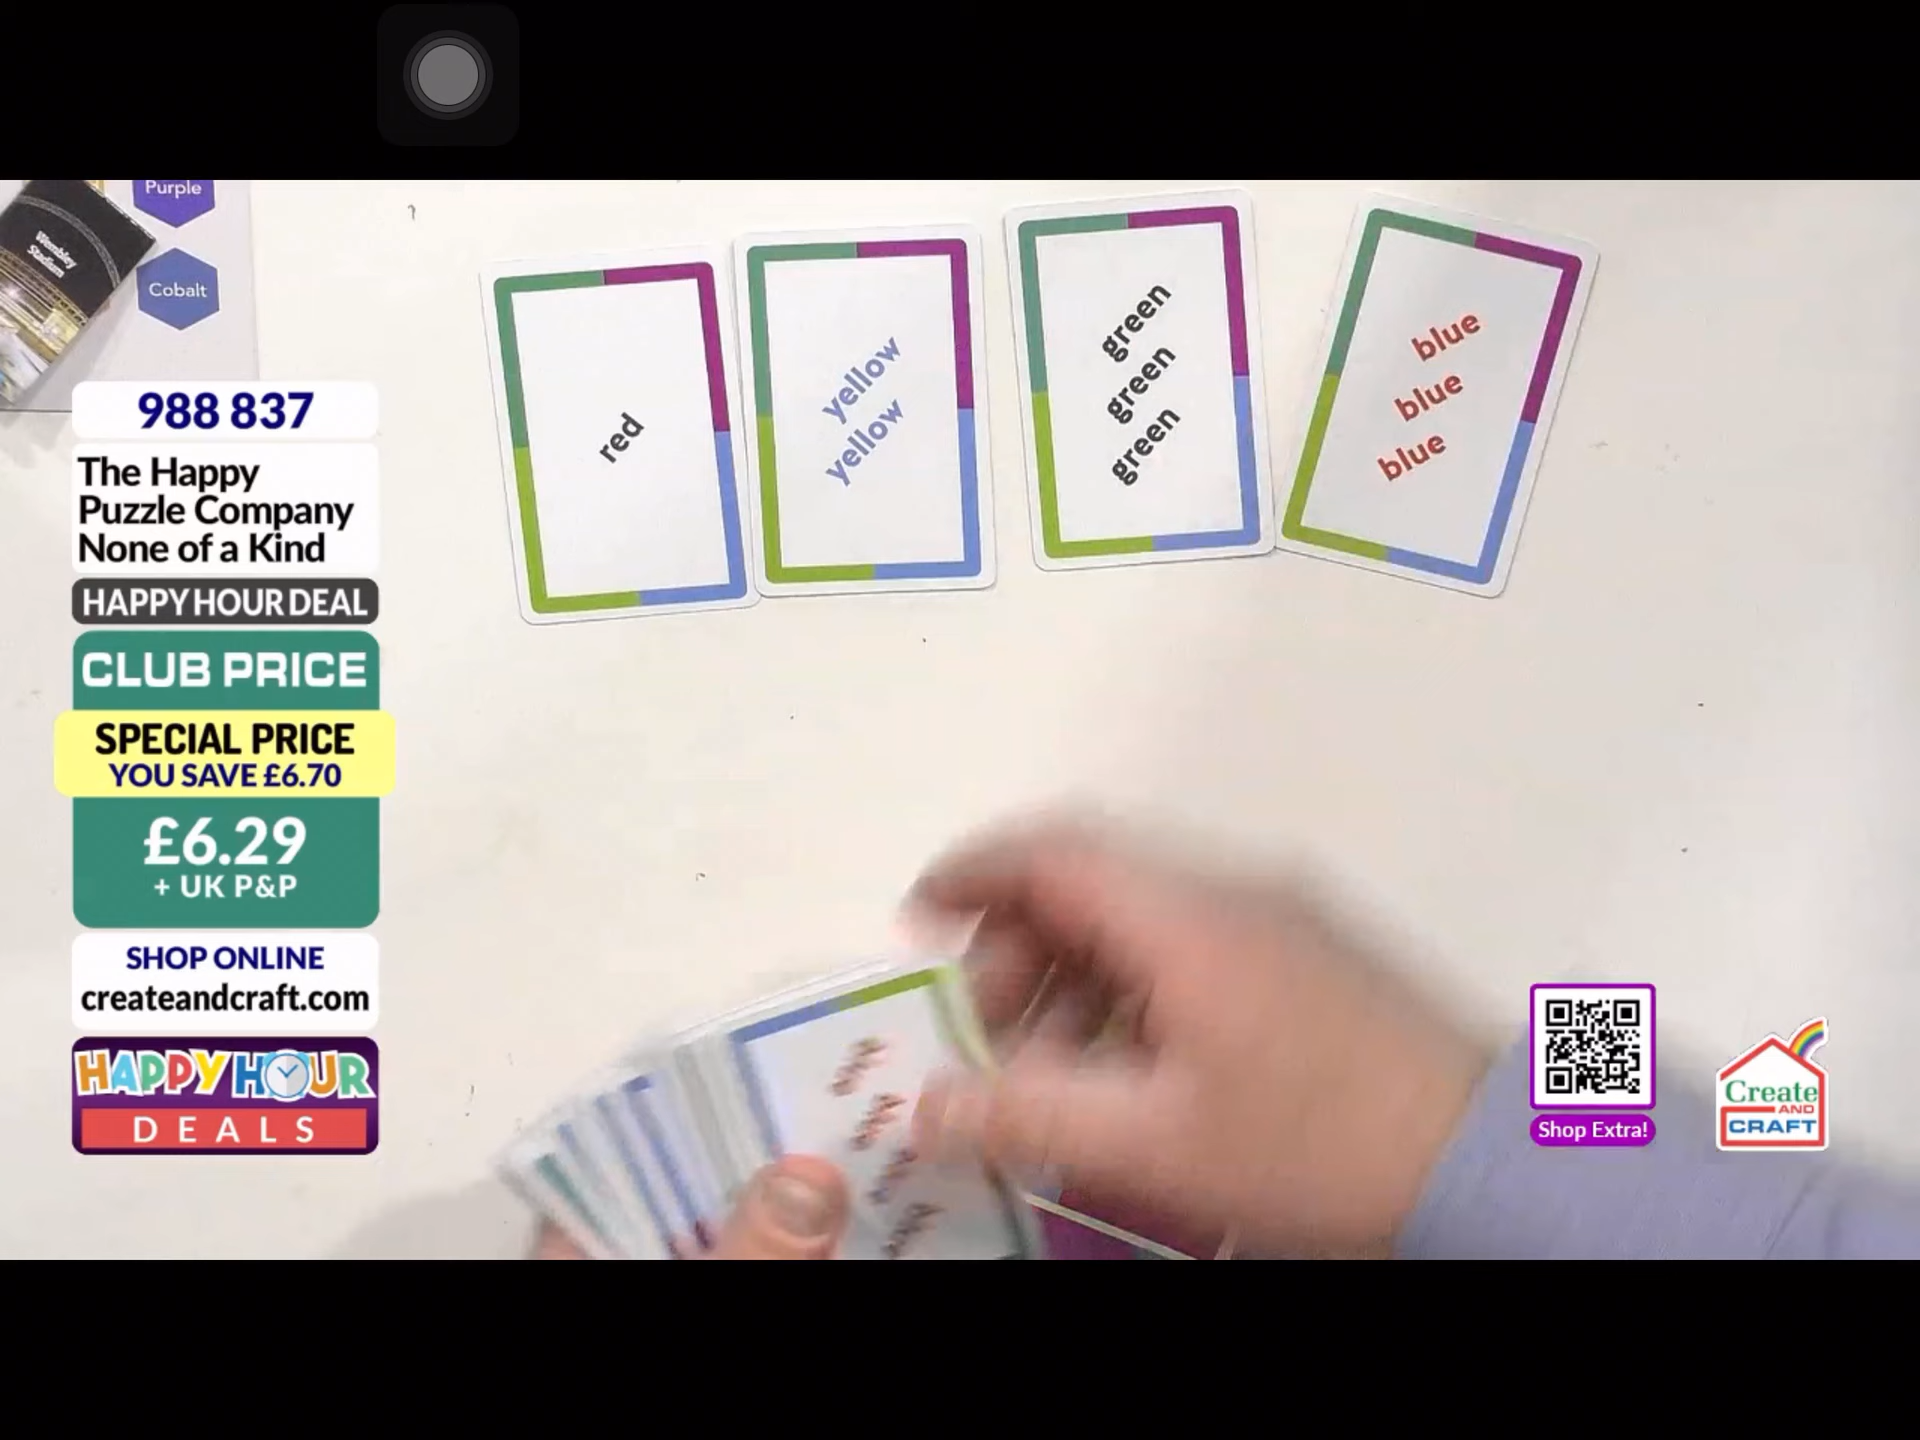 Purple
Wembley
Stadium
Cobalt
988 837
The Happy
Puzzle Company
None of a Kind
HAPPY HOUR DEAL
CLUB PRICE
SPECIAL PRICE
YOU SAVE £6.70
£6.29
+ UK P&P
SHOP ONLINE
createandcraft.com
HAPPY HOUR
DEALS
red
yellow
yellow
green
green
green
blue
blue
blue
Shop Extra!
Create
AND
CRAFT